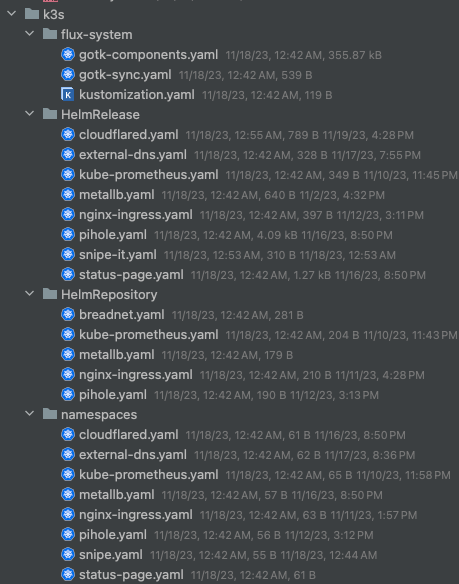 k3s
flux-system
gotk-components.yaml 11/18/23, 12:42 AM, 355.87 kB
gotk-sync.yaml 11/18/23, 12:42 AM, 539 B
kustomization.yaml 11/18/23, 12:42 AM, 119 B
HelmRelease
cloudflared.yaml 11/18/23, 12:55 AM, 789 B 11/19/23, 4:28 PM
external-dns.yaml 11/18/23, 12:42 AM, 328 B 11/17/23, 7:55 PM
kube-prometheus.yaml 11/18/23, 12:42 AM, 349 B 11/10/23, 11:45 PM
metallb.yaml 11/18/23, 12:42 AM, 640 B 11/2/23, 4:32 PM
nginx-ingress.yaml 11/18/23, 12:42 AM, 397 B 11/12/23, 3:11 PM
pihole.yaml 11/18/23, 12:42 AM, 4.09 kB 11/16/23, 8:50 PM
snipe-it.yaml 11/18/23, 12:53 AM, 310 B 11/18/23, 12:53 AM
status-page.yaml 11/18/23, 12:42 AM, 1.27 kB 11/16/23, 8:50 PM
HelmRepository
breadnet.yaml 11/18/23, 12:42 AM, 281 B
kube-prometheus.yaml 11/18/23, 12:42 AM, 204 B 11/10/23, 11:43 PM
metallb.yaml 11/18/23, 12:42 AM, 179 B
nginx-ingress.yaml 11/18/23, 12:42 AM, 210 B 11/11/23, 4:28 PM
pihole.yaml 11/18/23, 12:42 AM, 190 B 11/12/23, 3:13 PM
namespaces
cloudflared.yaml 11/18/23, 12:42 AM, 61 B 11/16/23, 8:50 PM
external-dns.yaml 11/18/23, 12:42 AM, 62 B 11/17/23, 8:36 PM
kube-prometheus.yaml 11/18/23, 12:42 AM, 65 B 11/10/23, 11:58 PM
metallb.yaml 11/18/23, 12:42 AM, 57 B 11/16/23, 8:50 PM
nginx-ingress.yaml 11/18/23, 12:42 AM, 63 B 11/11/23, 1:57 PM
pihole.yaml 11/18/23, 12:42 AM, 56 B 11/12/23, 3:12 PM
snipe.yaml 11/18/23, 12:42 AM, 55 B 11/18/23, 12:44 AM
status-page.yaml 11/18/23, 12:42 AM, 61 B